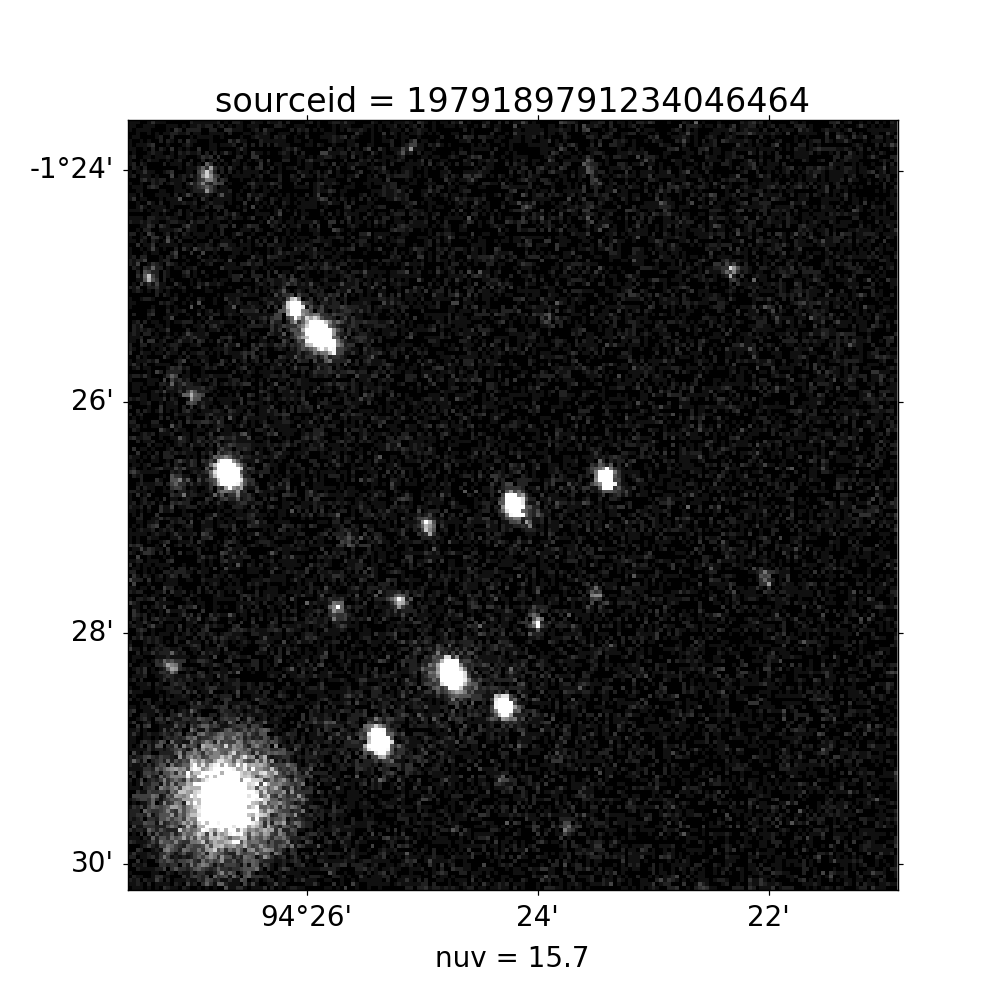 sourceid = 1979189791234046464
-1°24'
26'
28'
30'
94°26' 24' 22'
nuv = 15.7